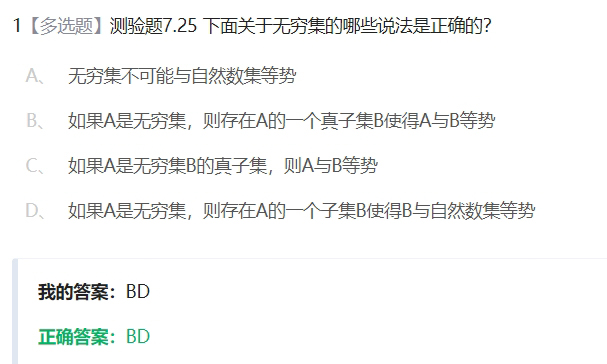 1【多选题】测验题7.25 下面关于无穷集的哪些说法是正确的？
A、 无穷集不可能与自然数集等势
B、 如果A是无穷集，则存在A的一个真子集B使得A与B等势
C、 如果A是无穷集B的真子集，则A与B等势
D、 如果A是无穷集，则存在A的一个子集B使得B与自然数集等势
我的答案：BD
正确答案：BD